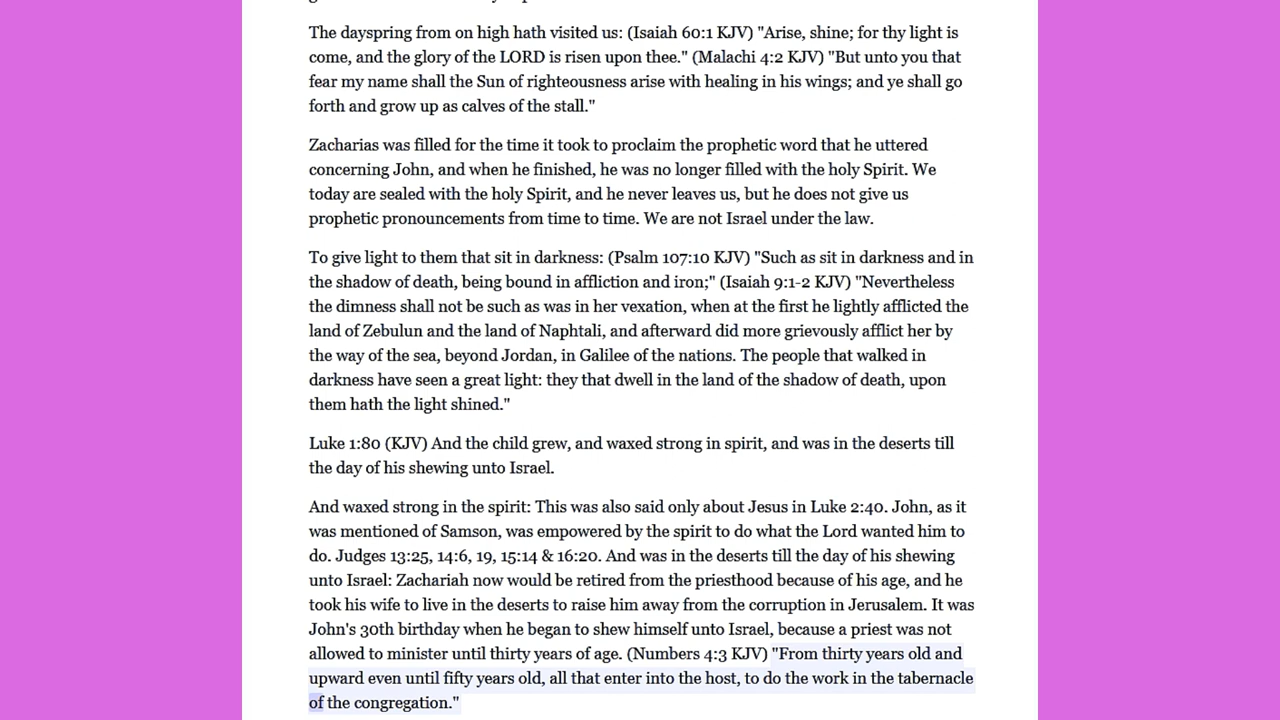 The dayspring from on high hath visited us: (Isaiah 60:1 KJV) "Arise, shine; for thy light is
come, and the glory of the LORD is risen upon thee." (Malachi 4:2 KJV) "But unto you that
fear my name shall the Sun of righteousness arise with healing in his wings; and ye shall go
forth and grow up as calves of the stall."
Zacharias was filled for the time it took to proclaim the prophetic word that he uttered
concerning John, and when he finished, he was no longer filled with the holy Spirit. We
today are sealed with the holy Spirit, and he never leaves us, but he does not give us
prophetic pronouncements from time to time. We are not Israel under the law.
To give light to them that sit in darkness: (Psalm 107:10 KJV) "Such as sit in darkness and in
the shadow of death, being bound in affliction and iron;" (Isaiah 9:1-2 KJV) "Nevertheless
the dimness shall not be such as was in her vexation, when at the first he lightly afflicted the
land of Zebulun and the land of Naphtali, and afterward did more grievously afflict her by
the way of the sea, beyond Jordan, in Galilee of the nations. The people that walked in
darkness have seen a great light: they that dwell in the land of the shadow of death, upon
them hath the light shined."
Luke 1:80 (KJV) And the child grew, and waxed strong in spirit, and was in the deserts till
the day of his shewing unto Israel.
And waxed strong in the spirit: This was also said only about Jesus in Luke 2:40. John, as it
was mentioned of Samson, was empowered by the spirit to do what the Lord wanted him to
do. Judges 13:25, 14:6, 19, 15:14 & 16:20. And was in the deserts till the day of his shewing
unto Israel: Zachariah now would be retired from the priesthood because of his age, and he
took his wife to live in the deserts to raise him away from the corruption in Jerusalem. It was
John's 30th birthday when he began to shew himself unto Israel, because a priest was not
allowed to minister until thirty years of age. (Numbers 4:3 KJV) "From thirty years old and
upward even until fifty years old, all that enter into the host, to do the work in the tabernacle
of the congregation."